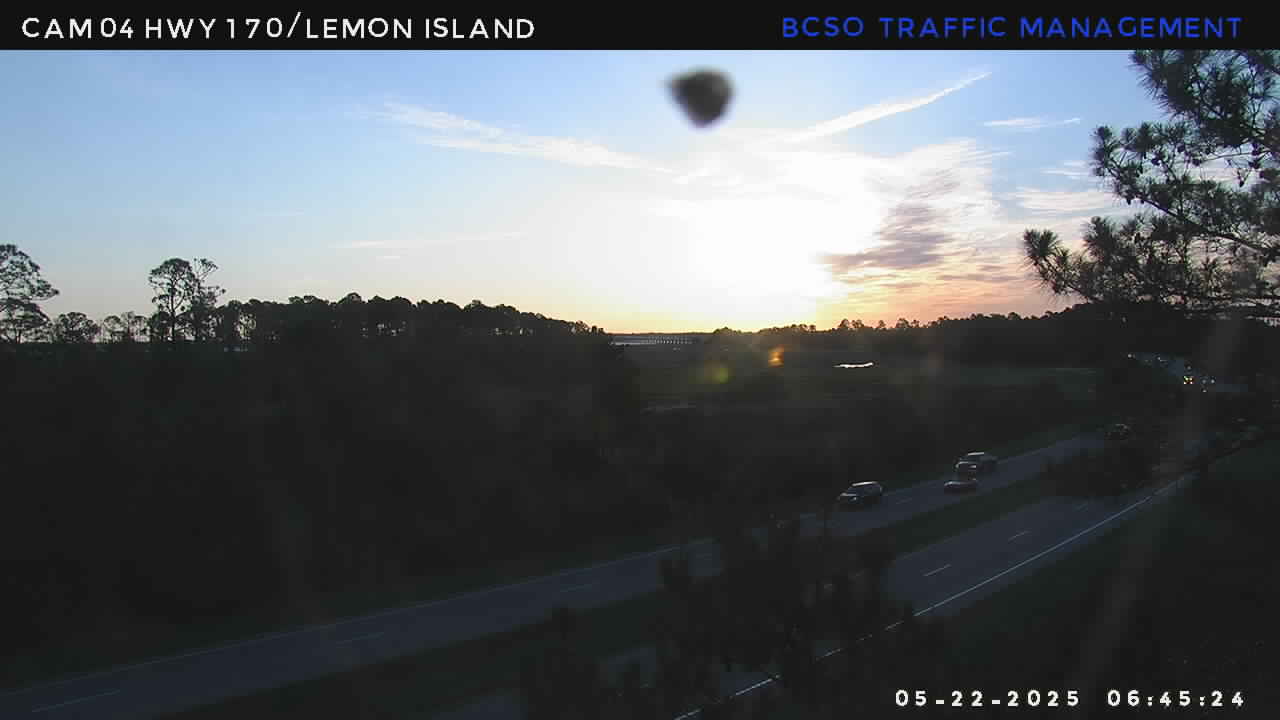 CAM04 HWY 170/LEMON ISLAND
BCSO TRAFFIC MANAGEMENT
05-22-2025 06:45:24